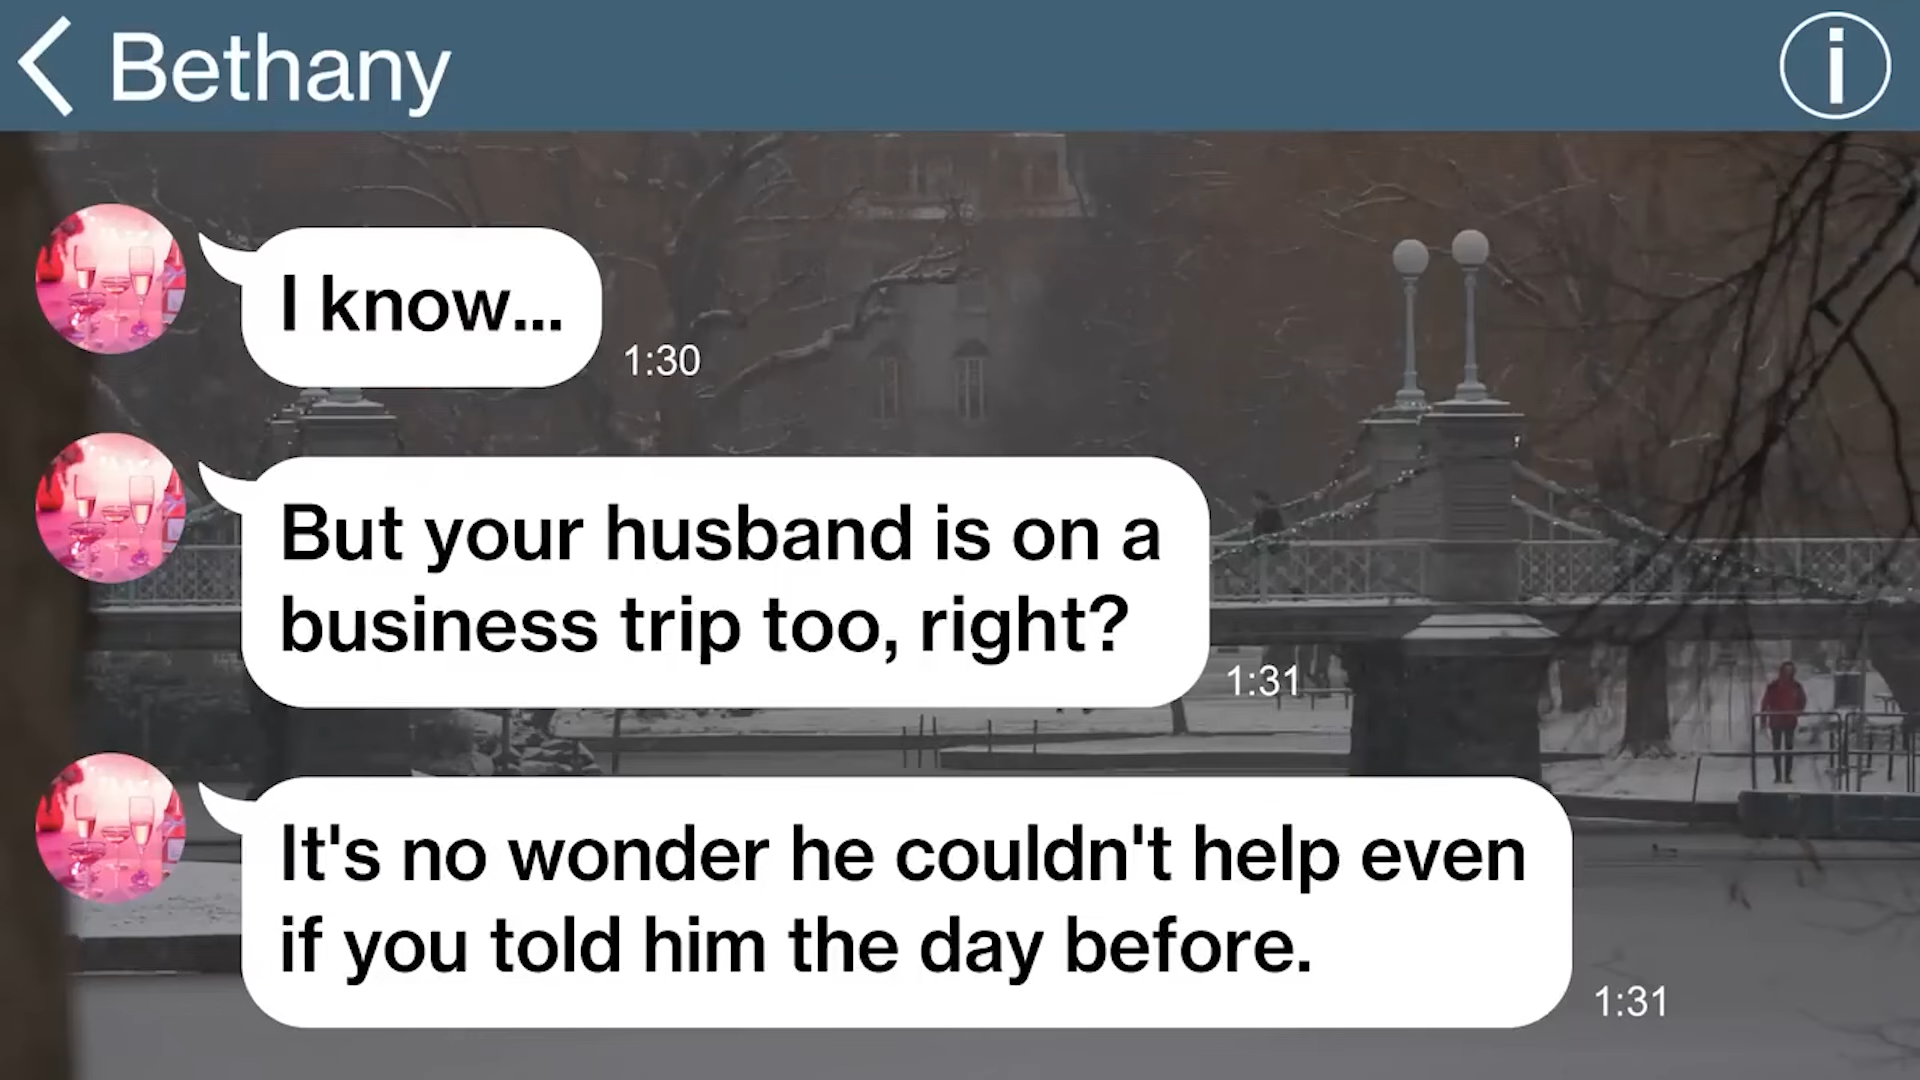 Bethany
I know...
1:30
But your husband is on a
business trip too, right?
1:31
It's no wonder he couldn't help even
if you told him the day before.
1:31